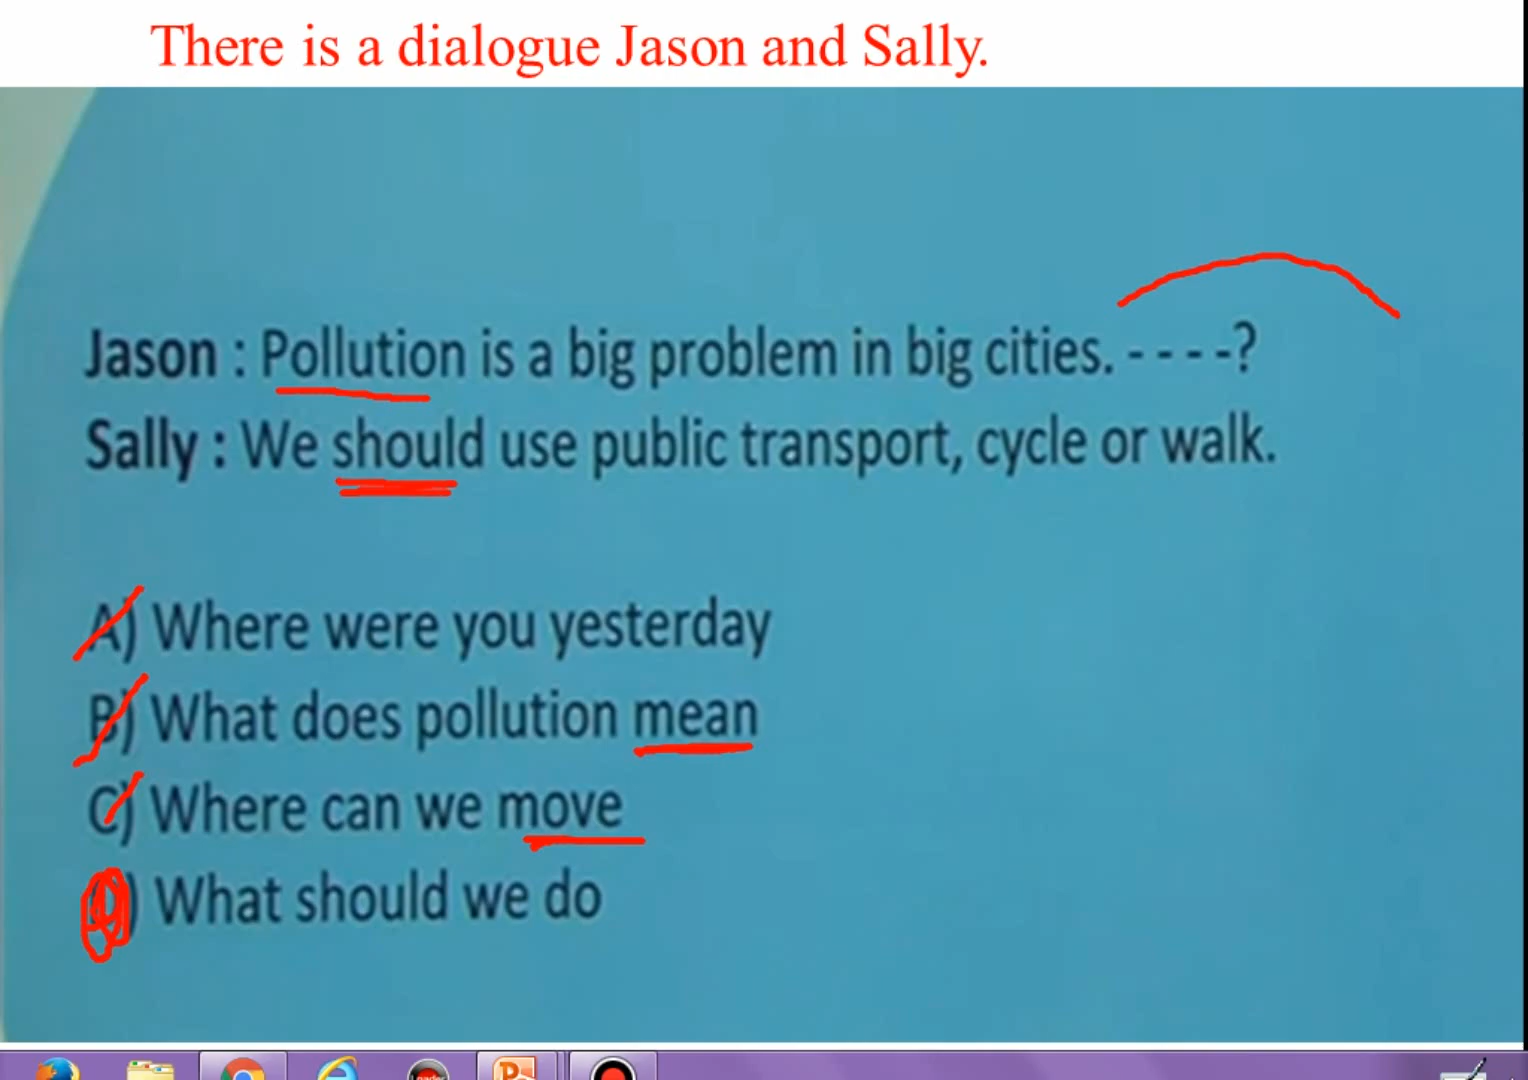 There is a dialogue Jason and Sally.
Jason : Pollution is a big problem in big cities. - - - -?
Sally : We should use public transport, cycle or walk.
A) Where were you yesterday
B) What does pollution mean
C) Where can we move
D) What should we do
Loader